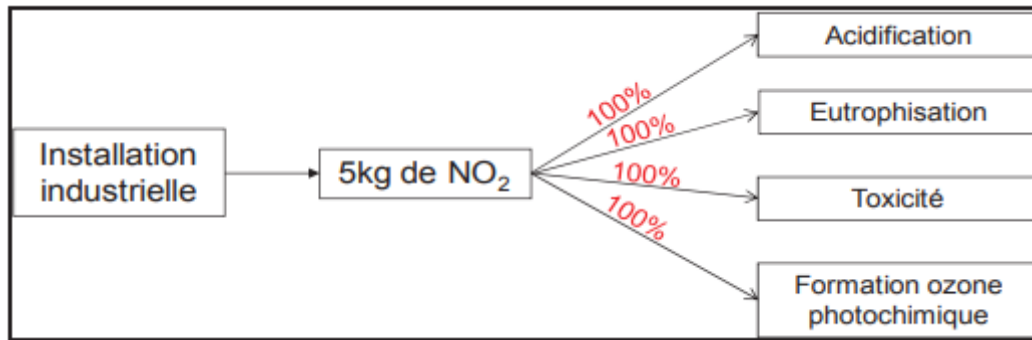 Installation
industrielle
5kg de NO₂
100%
100%
100%
100%
Acidification
Eutrophisation
Toxicité
Formation ozone
photochimique